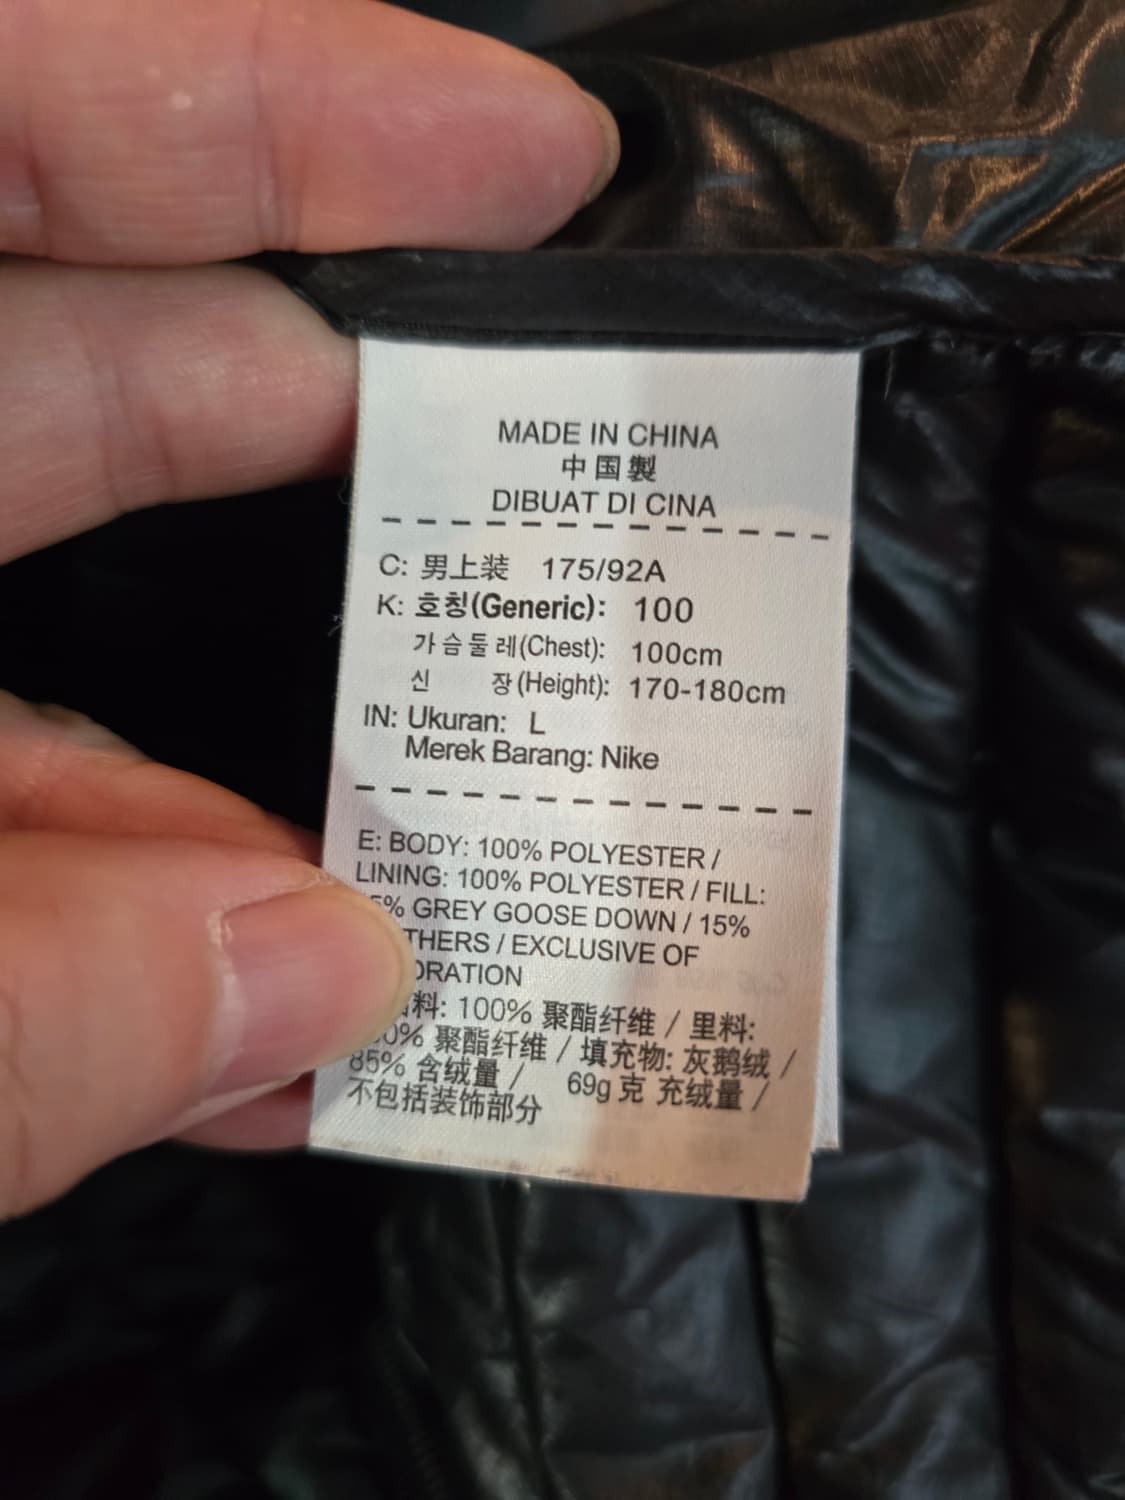 MADE IN CHINA
中国製
DIBUAT DI CINA
C: 男上装 175/92A
K: 호칭(Generic): 100
가슴둘레(Chest): 100cm
신 장(Height): 170-180cm
IN: Ukuran: L
Merek Barang: Nike
E: BODY: 100% POLYESTER /
LINING: 100% POLYESTER / FILL:
5% GREY GOOSE DOWN / 15%
THERS / EXCLUSIVE OF
ORATION
料: 100% 聚酯纤维 / 里料:
00% 聚酯纤维 / 填充物: 灰鹅绒 /
85% 含绒量 / 69g 克 充绒量 /
不包括装饰部分